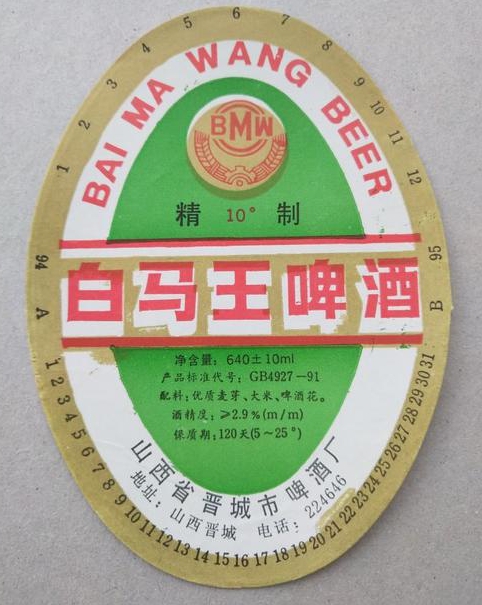 1 2 3 4 5 6 7 8 9 10 11 12
BAI MA WANG BEER
BMW
精 10° 制
94 95
白马王啤酒
A B
净含量: 640±10ml
产品标准代号: GB4927-91
配料: 优质麦芽、大米、啤酒花。
酒精度: ≥2.9%(m/m)
保质期: 120天(5~25°)
山西省晋城市啤酒厂
地址: 山西晋城 电话: 224646
1 2 3 4 5 6 7 8 9 10 11 12 13 14 15 16 17 18 19 20 21 22 23 24 25 26 27 28 29 30 31